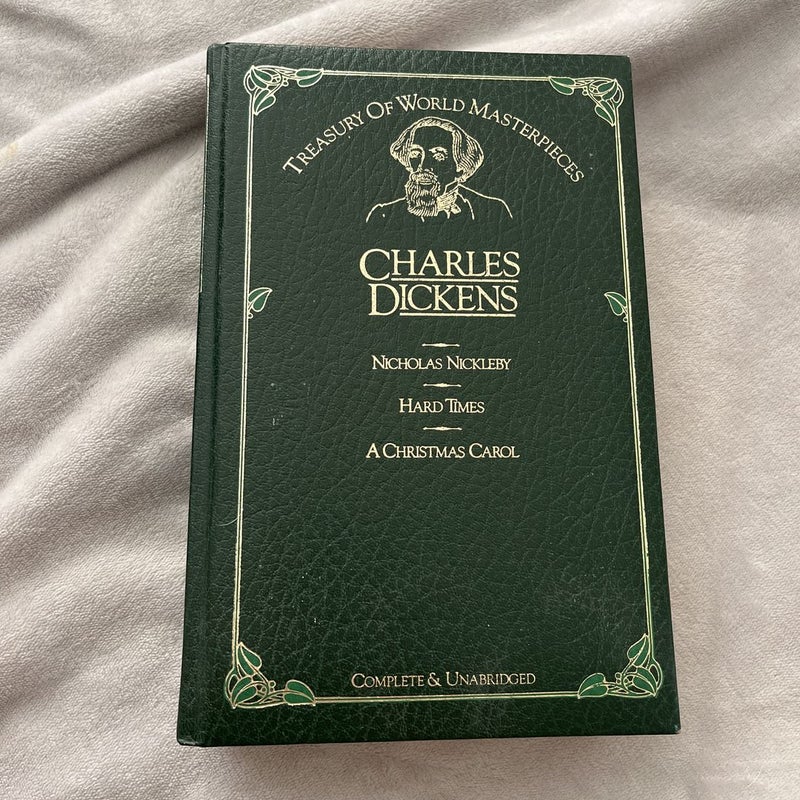 Treasury Of World Masterpieces
Charles
Dickens
Nicholas Nickleby
Hard Times
A Christmas Carol
Complete & Unabridged